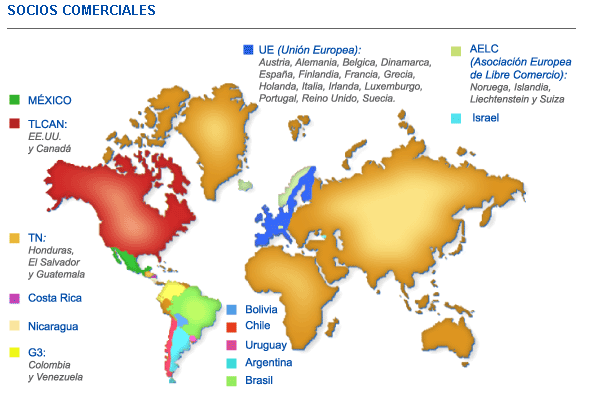 SOCIOS COMERCIALES
UE (Unión Europea):
Austria, Alemania, Belgica, Dinamarca,
España, Finlandia, Francia, Grecia,
Holanda, Italia, Irlanda, Luxemburgo,
Portugal, Reino Unido, Suecia.
AELC
(Asociación Europea
de Libre Comercio):
Noruega, Islandia,
Liechtenstein y Suiza
Israel
MÉXICO
TLCAN:
EE.UU.
y Canadá
TN:
Honduras,
El Salvador
y Guatemala
Costa Rica
Nicaragua
G3:
Colombia
y Venezuela
Bolivia
Chile
Uruguay
Argentina
Brasil